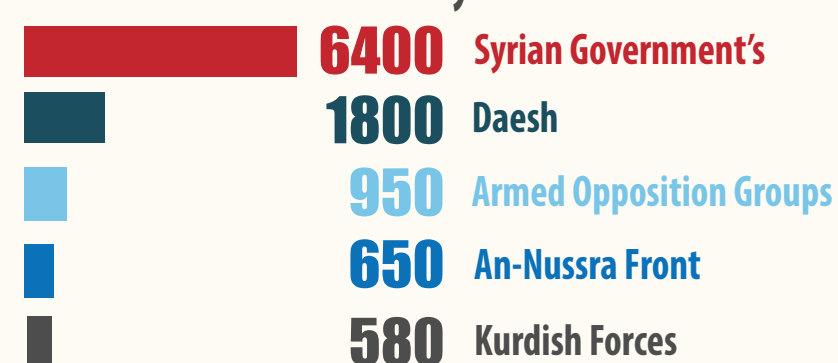 6400 Syrian Government’s
1800 Daesh
950 Armed Opposition Groups
650 An-Nussra Front
580 Kurdish Forces